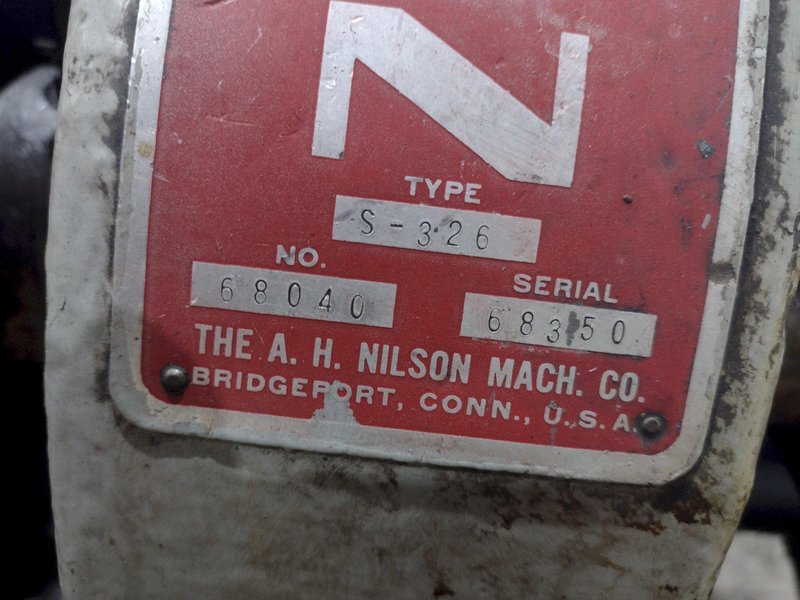 N
TYPE
S-326
NO.
68040
SERIAL
68350
THE A. H. NILSON MACH. CO.
BRIDGEPORT, CONN., U.S.A.